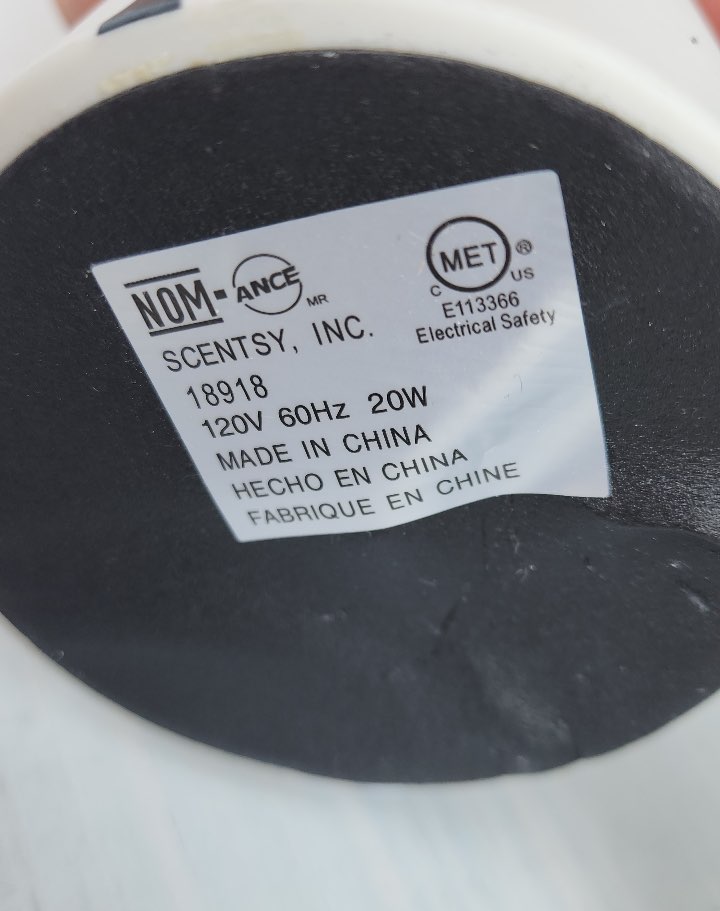 NOM-ANCE MR
MET®
C US
E113366
Electrical Safety
SCENTSY, INC.
18918
120V 60Hz 20W
MADE IN CHINA
HECHO EN CHINA
FABRIQUE EN CHINE